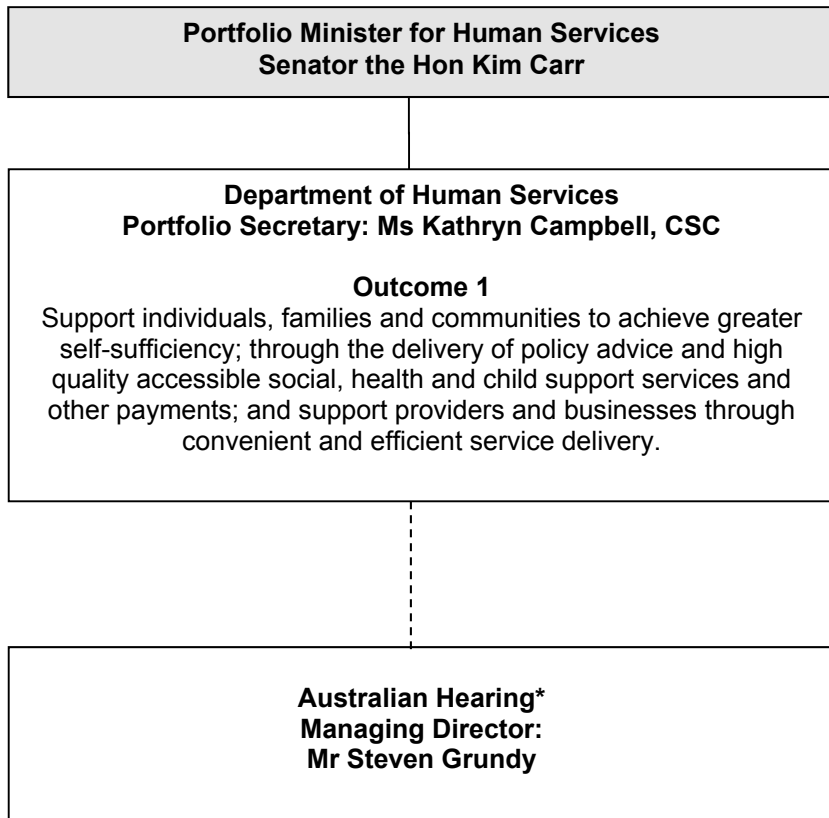 Portfolio Minister for Human Services
Senator the Hon Kim Carr
Department of Human Services
Portfolio Secretary: Ms Kathryn Campbell, CSC
Outcome 1
Support individuals, families and communities to achieve greater
self-sufficiency; through the delivery of policy advice and high
quality accessible social, health and child support services and
other payments; and support providers and businesses through
convenient and efficient service delivery.
Australian Hearing*
Managing Director:
Mr Steven Grundy